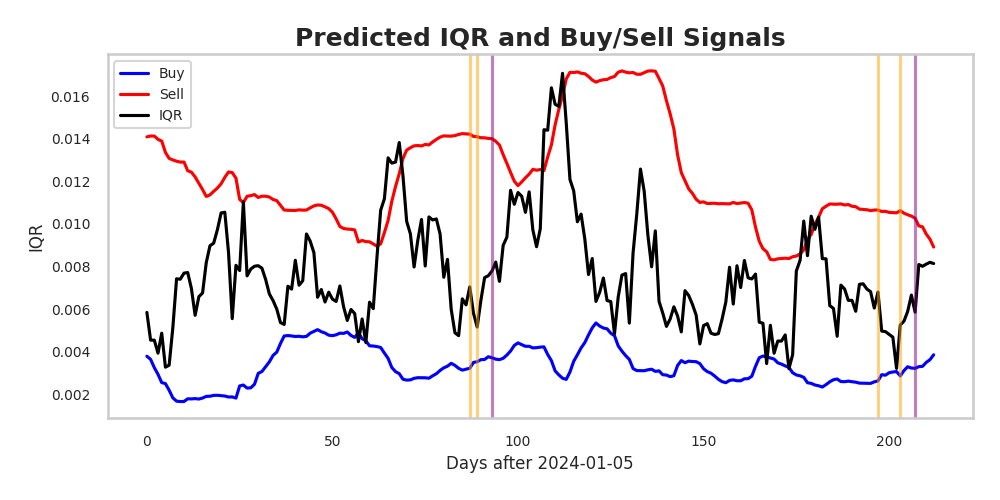 Predicted IQR and Buy/Sell Signals
Buy
Sell
IQR
0.016
0.014
0.012
0.010
0.008
0.006
0.004
0.002
IQR
0
50
100
150
200
Days after 2024-01-05